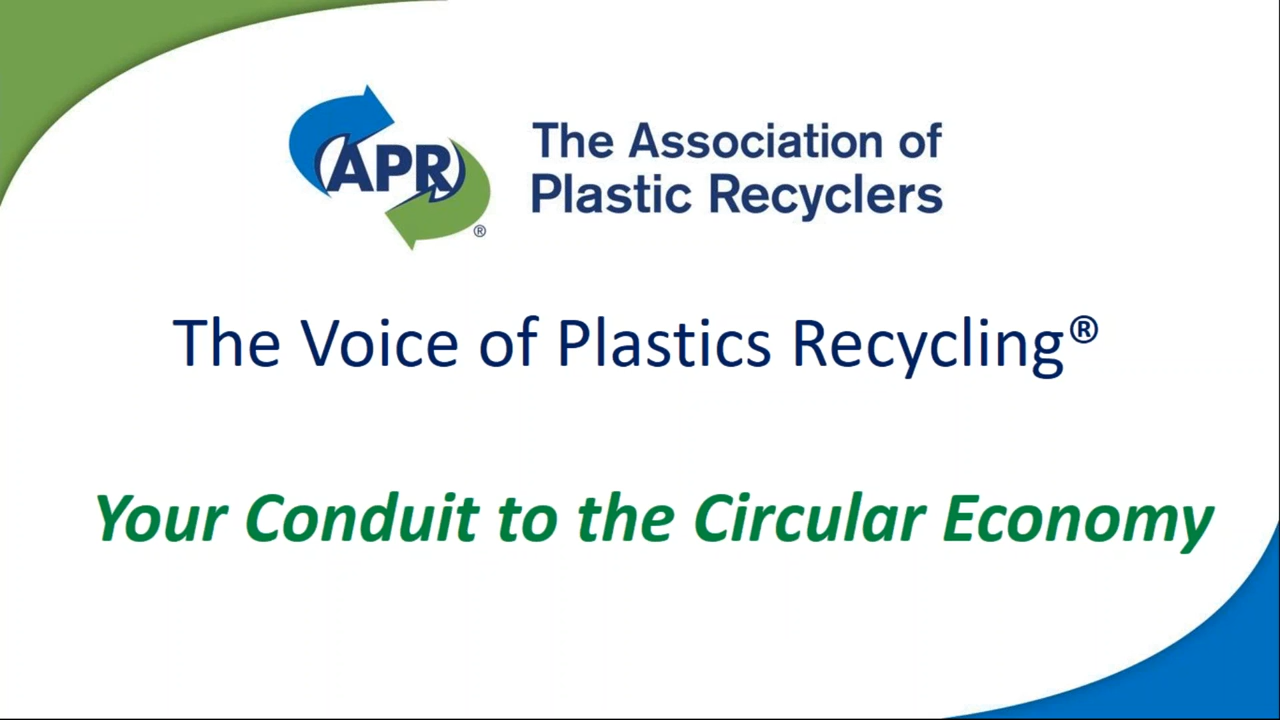 APR
®
The Association of
Plastic Recyclers
The Voice of Plastics Recycling®
Your Conduit to the Circular Economy